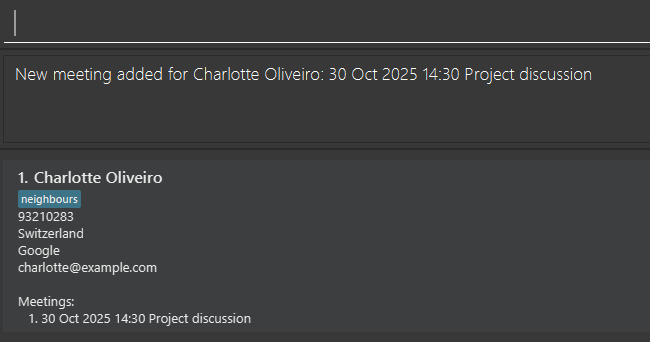 New meeting added for Charlotte Oliveiro: 30 Oct 2025 14:30 Project discussion
1. Charlotte Oliveiro
neighbours
93210283
Switzerland
Google
charlotte@example.com
Meetings:
1. 30 Oct 2025 14:30 Project discussion